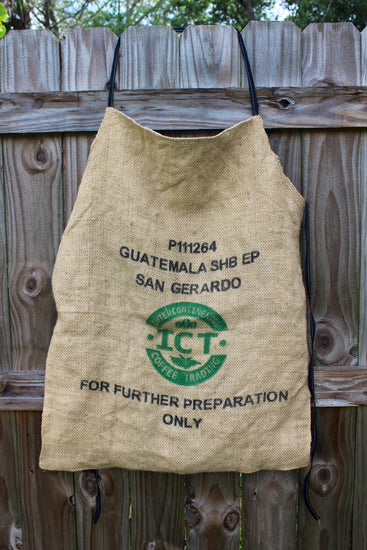 P111264
GUATEMALA SHB EP
SAN GERARDO
INTERCONTINENTAL
ICT
COFFEE TRADING
FOR FURTHER PREPARATION
ONLY